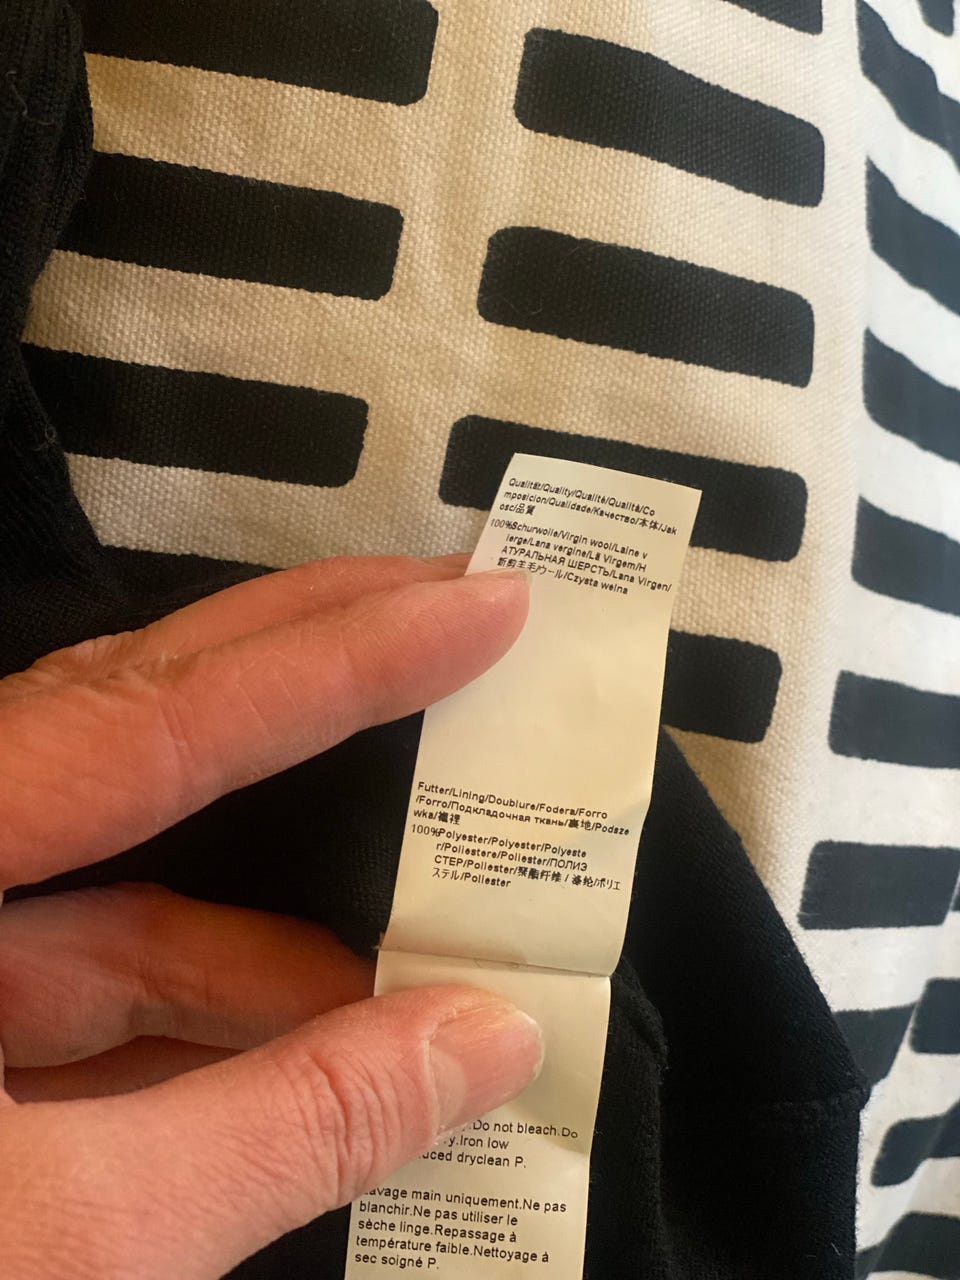 Qualität/Quality/Qualité/Qualità/Co
mposicion/Qualidade/Качество/本体/Jak
osc/品質
100%Schurwolle/Virgin wool/Laine v
ierge/Lana vergine/Lã Virgem/Н
АТУРАЛЬНАЯ ШЕРСТЬ/Lana Virgen/
新剪羊毛/ウール/Czysta welna
Futter/Lining/Doublure/Fodera/Forro
/Forro/Подкладочная ткань/裏地/Podsze
wka/襯裡
100%Polyester/Polyester/Polyeste
r/Poliestere/Poliester/ПОЛИЭ
СТЕР/Poliester/聚酯纤维 / 涤纶/ポリエ
ステル/Poliester
.Do not bleach.Do
y.Iron low
dryclean P.
Lavage main uniquement.Ne pas
blanchir.Ne pas utiliser le
sèche linge.Repassage à
température faible.Nettoyage à
sec soigné P.